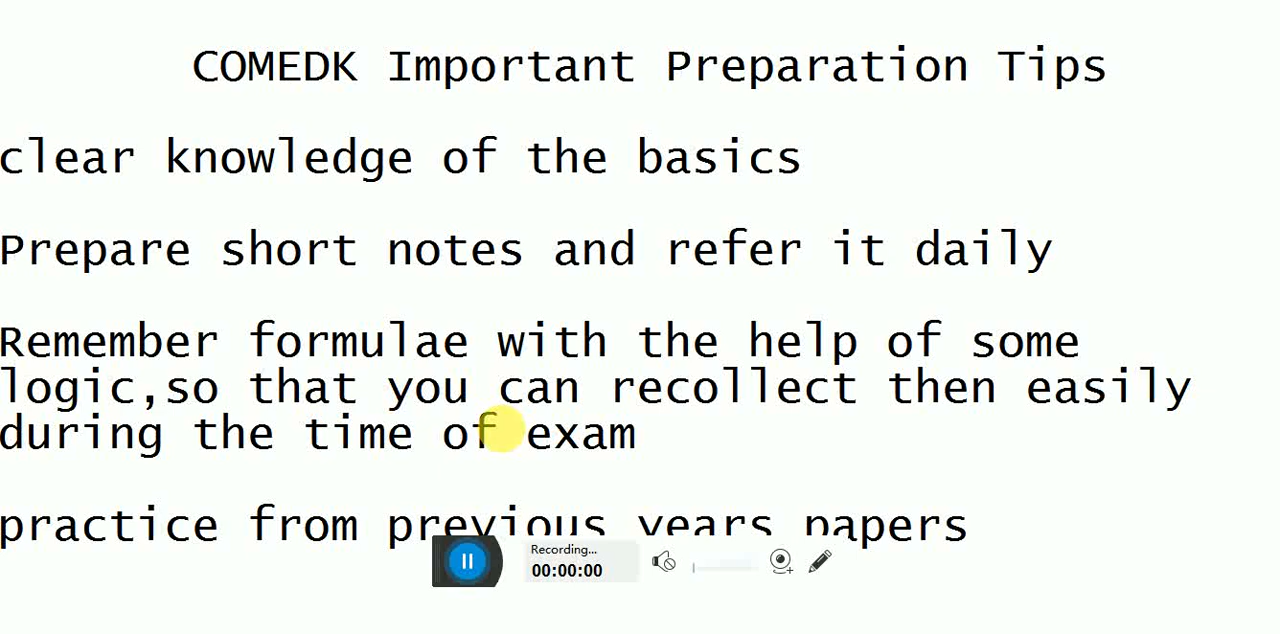 COMEDK Important Preparation Tips
clear knowledge of the basics
Prepare short notes and refer it daily
Remember formulae with the help of some
logic,so that you can recollect then easily
during the time of exam
practice from previous years papers
Recording...
00:00:00